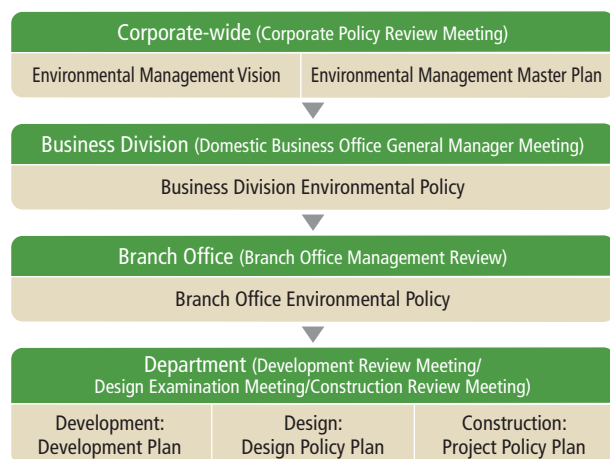 Corporate-wide (Corporate Policy Review Meeting)
Environmental Management Vision
Environmental Management Master Plan
Business Division (Domestic Business Office General Manager Meeting)
Business Division Environmental Policy
Branch Office (Branch Office Management Review)
Branch Office Environmental Policy
Department (Development Review Meeting/
Design Examination Meeting/Construction Review Meeting)
Development:
Development Plan
Design:
Design Policy Plan
Construction:
Project Policy Plan